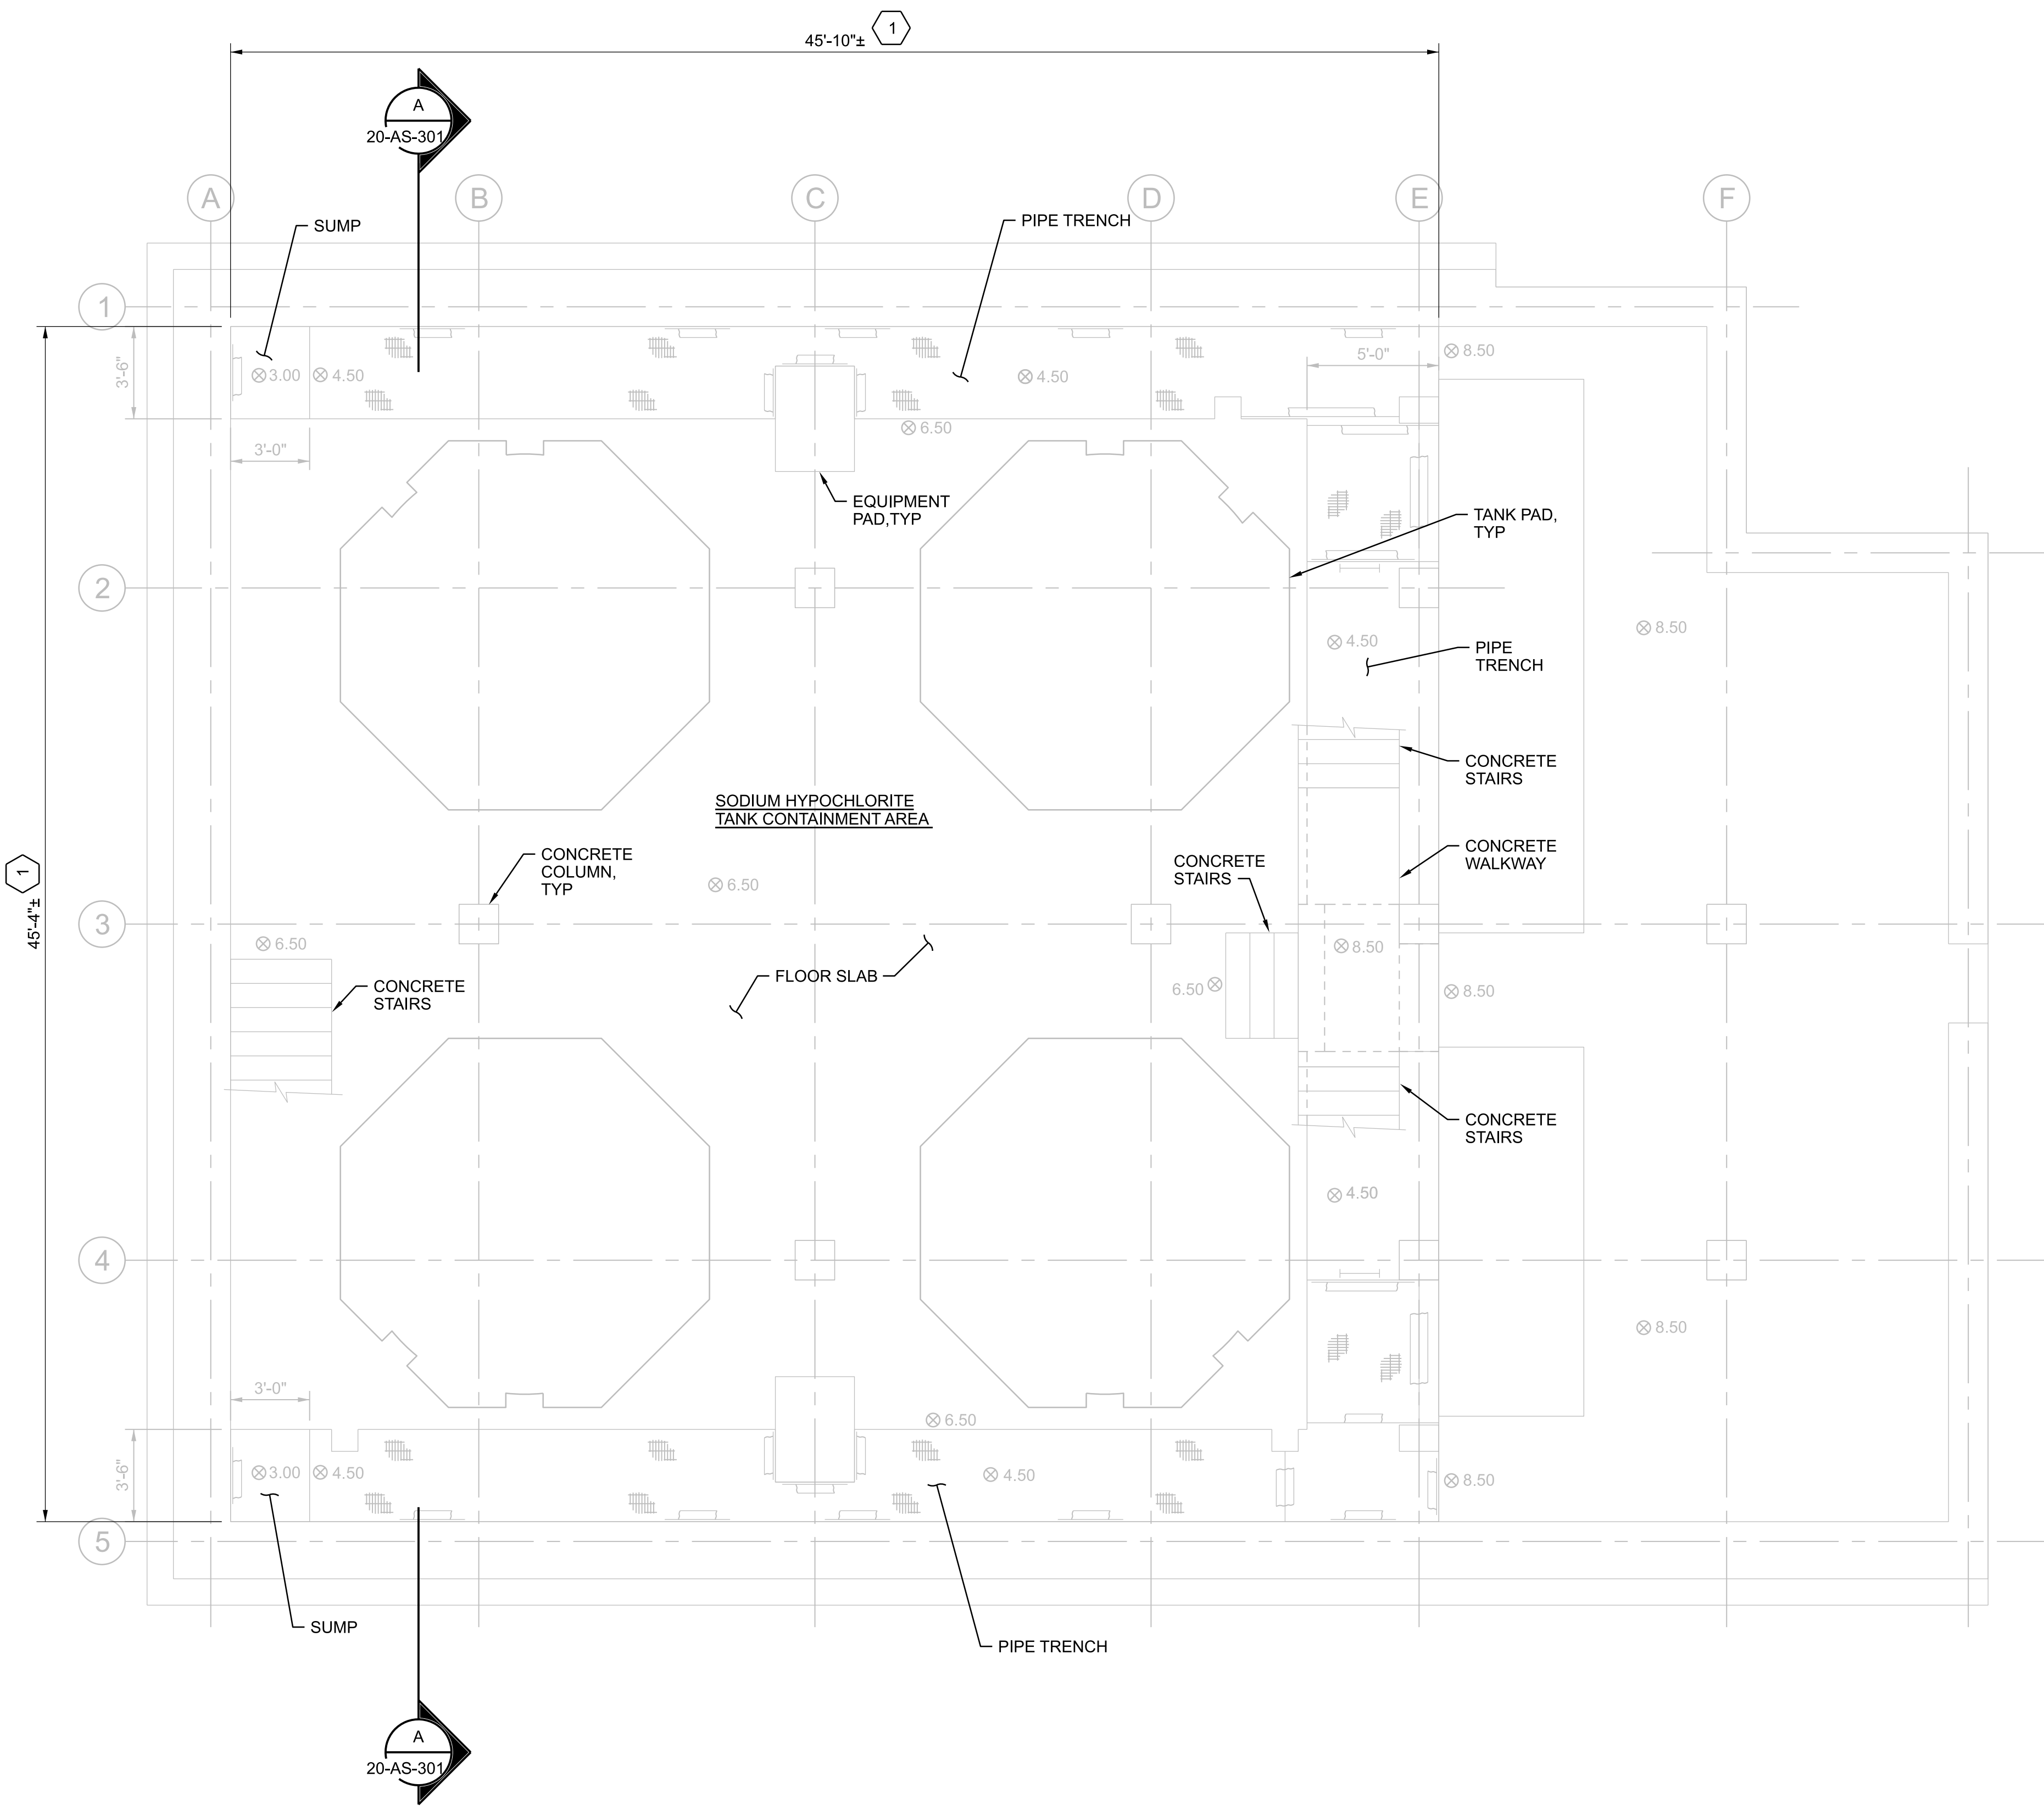 45'-10"±
1
A
20-AS-301
A
B
C
D
E
F
SUMP
PIPE TRENCH
1
3'-6"
3.00
4.50
4.50
5'-0"
8.50
3'-0"
6.50
EQUIPMENT
PAD,TYP
TANK PAD,
TYP
2
4.50
8.50
PIPE
TRENCH
CONCRETE
STAIRS
SODIUM HYPOCHLORITE
TANK CONTAINMENT AREA
CONCRETE
COLUMN,
TYP
CONCRETE
STAIRS
CONCRETE
WALKWAY
1
45'-4"±
6.50
3
6.50
8.50
FLOOR SLAB
6.50
8.50
CONCRETE
STAIRS
CONCRETE
STAIRS
4.50
4
8.50
3'-0"
6.50
3'-6"
3.00
4.50
4.50
8.50
5
SUMP
PIPE TRENCH
A
20-AS-301